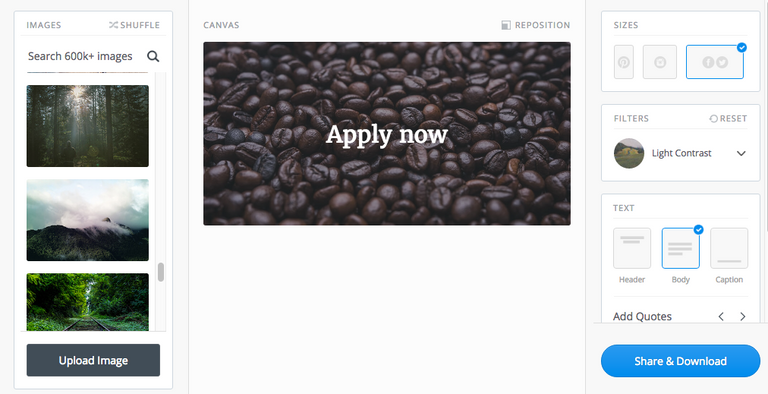 IMAGES
SHUFFLE
Search 600k+ images
Upload Image
CANVAS
REPOSITION
Apply now
SIZES
FILTERS
RESET
Light Contrast
TEXT
Header
Body
Caption
Add Quotes
Share & Download